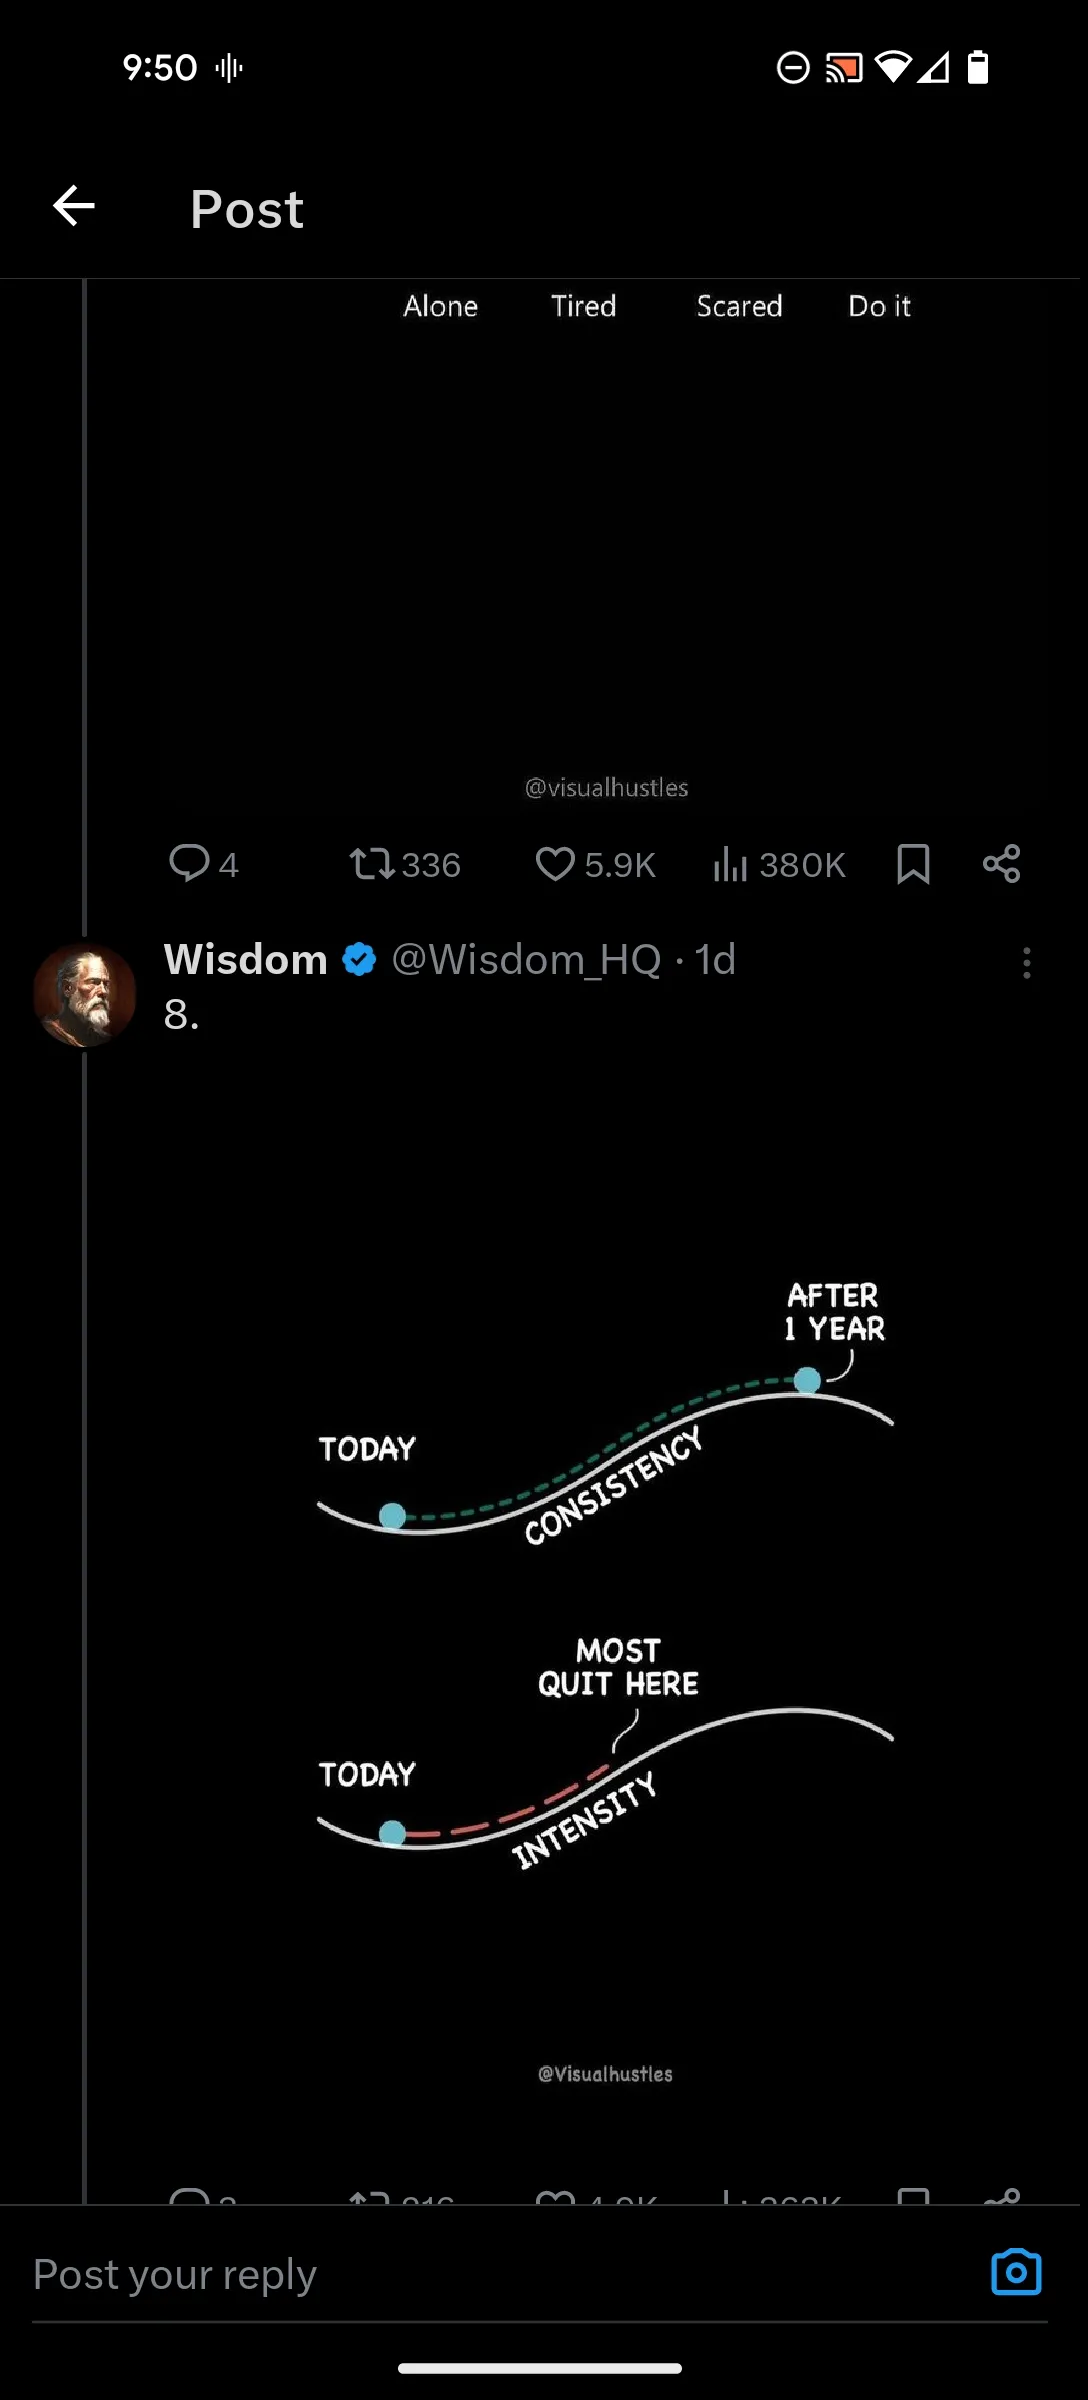 9:50
Post
Alone Tired Scared Do it
@visualhustles
4 336 5.9K 380K
Wisdom @Wisdom_HQ · 1d
8.
AFTER
1 YEAR
TODAY
CONSISTENCY
MOST
QUIT HERE
TODAY
INTENSITY
@Visualhustles
Post your reply